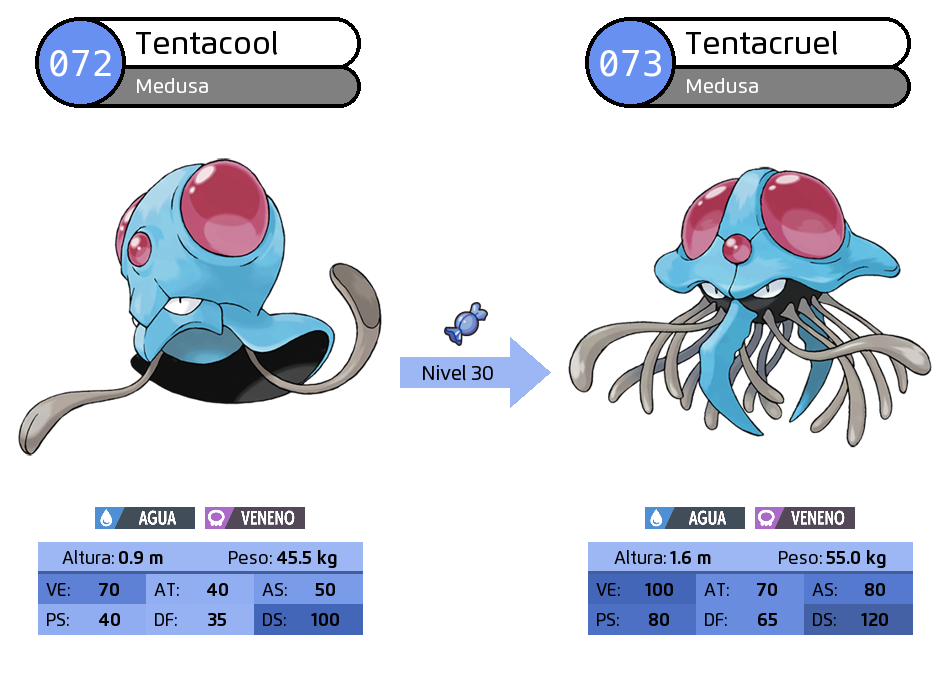 072
Tentacool
Medusa
073
Tentacruel
Medusa
Nivel 30
AGUA VENENO
Altura: 0.9 m Peso: 45.5 kg
VE: 70 AT: 40 AS: 50
PS: 40 DF: 35 DS: 100
AGUA VENENO
Altura: 1.6 m Peso: 55.0 kg
VE: 100 AT: 70 AS: 80
PS: 80 DF: 65 DS: 120